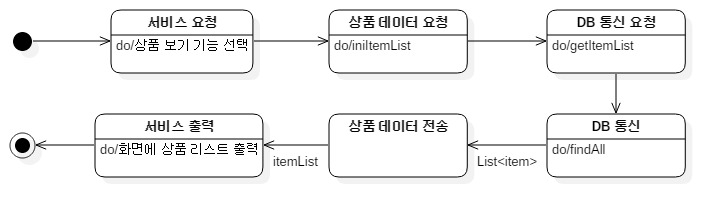 서비스 요청
do/상품 보기 기능 선택
상품 데이터 요청
do/iniItemList
DB 통신 요청
do/getItemList
서비스 출력
do/화면에 상품 리스트 출력
itemList
상품 데이터 전송
List<item>
DB 통신
do/findAll